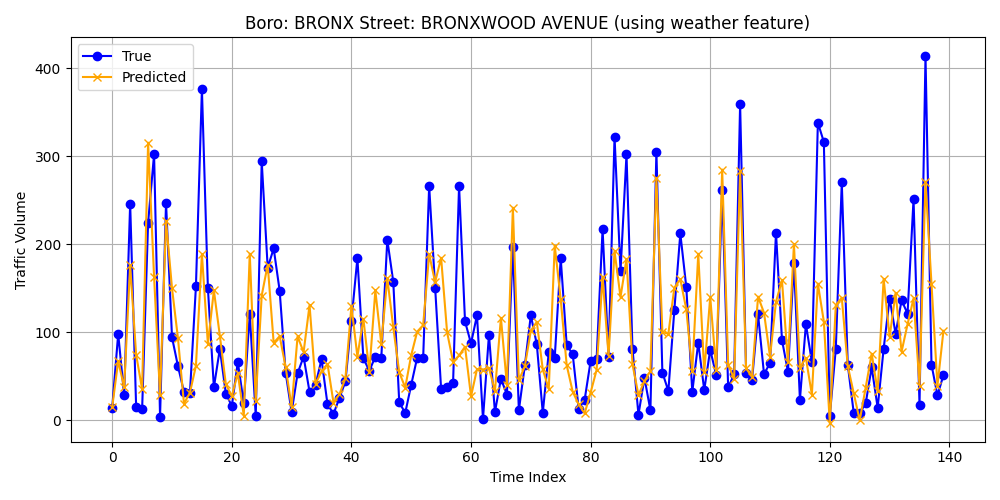 Boro: BRONX Street: BRONXWOOD AVENUE (using weather feature)
True
Predicted
Traffic Volume
400
300
200
100
0
0 20 40 60 80 100 120 140
Time Index